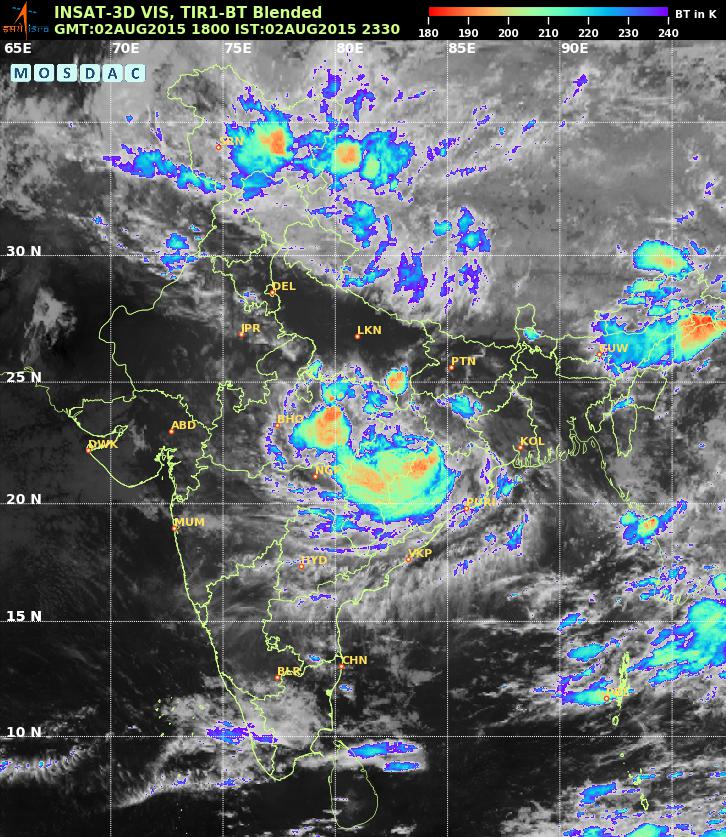 INSAT-3D VIS, TIR1-BT Blended
GMT:02AUG2015 1800 IST:02AUG2015 2330
BT in K
180 190 200 210 220 230 240
65E 70E 75E 80E 85E 90E
MOSDAC
30 N
DEL
JPR
LKN
GUW
PTN
25 N
BHO
ABD
DWK
KOL
NGP
20 N
PURI
MUM
VKP
HYD
15 N
CHN
BLR
10 N